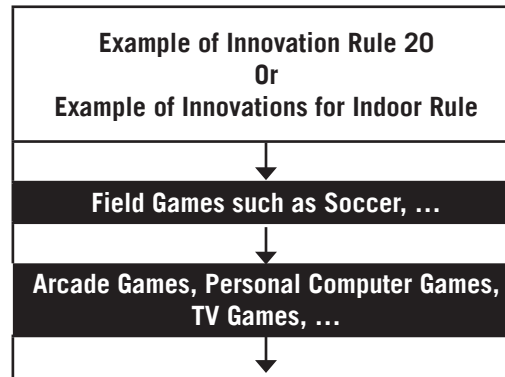 Example of Innovation Rule 20
Or
Example of Innovations for Indoor Rule
Field Games such as Soccer, ...
Arcade Games, Personal Computer Games,
TV Games, ...